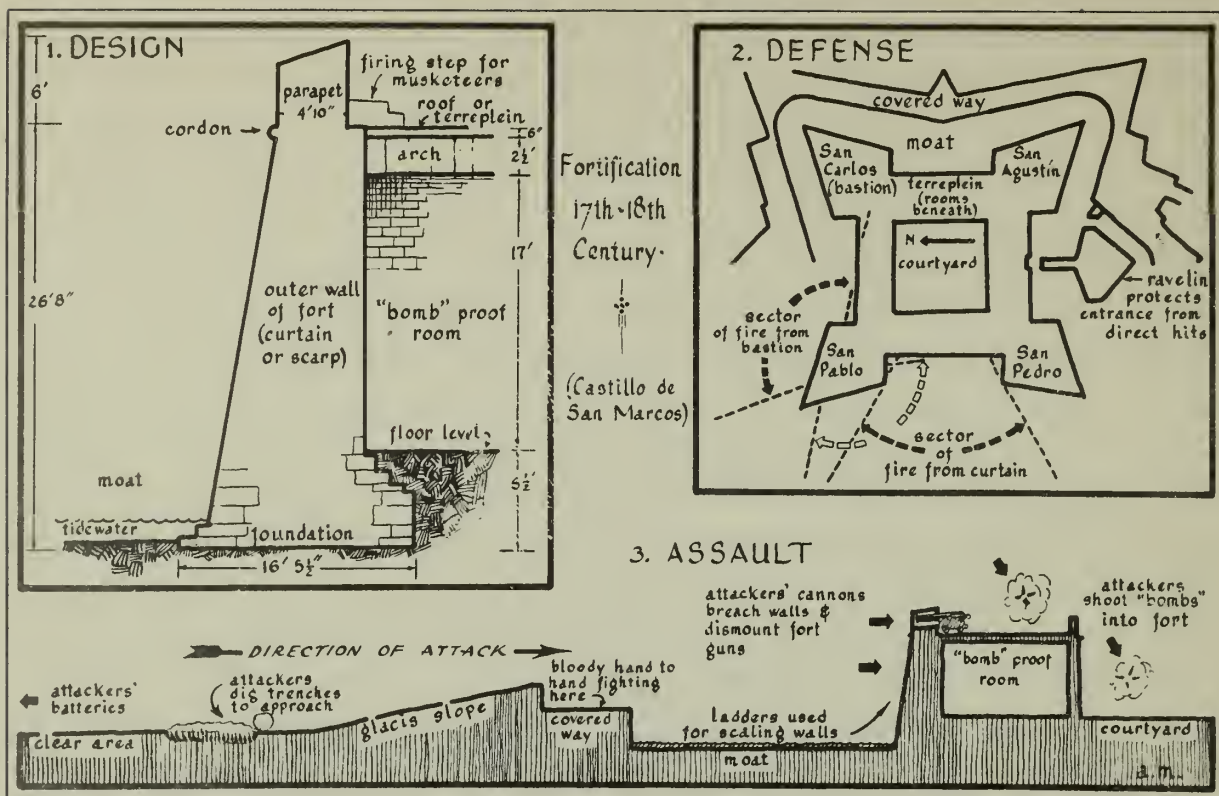 1. DESIGN
6'
parapet
4'10"
firing step for
musketeers
roof or
terreplein
cordon
6"
2½'
arch
17'
26'8"
outer wall
of fort
(curtain
or scarp)
"bomb" proof
room
floor level
5½'
moat
tidewater
foundation
16' 5½"
Fortification
17th-18th
Century.
(Castillo de
San Marcos)
2. DEFENSE
covered way
moat
San
Carlos
(bastion)
San
Agustín
terreplein
(rooms
beneath)
N
courtyard
ravelin
protects
entrance from
direct hits
sector
of fire from
bastion
San
Pablo
San
Pedro
sector
of
fire from curtain
3. ASSAULT
attackers' cannons
breach walls &
dismount fort
guns
attackers
shoot "bombs"
into fort
DIRECTION OF ATTACK
attackers'
batteries
attackers
dig trenches
to approach
bloody hand to
hand fighting
here
"bomb" proof
room
clear area
glacis slope
covered
way
ladders used
for scaling walls
moat
courtyard
a.m.